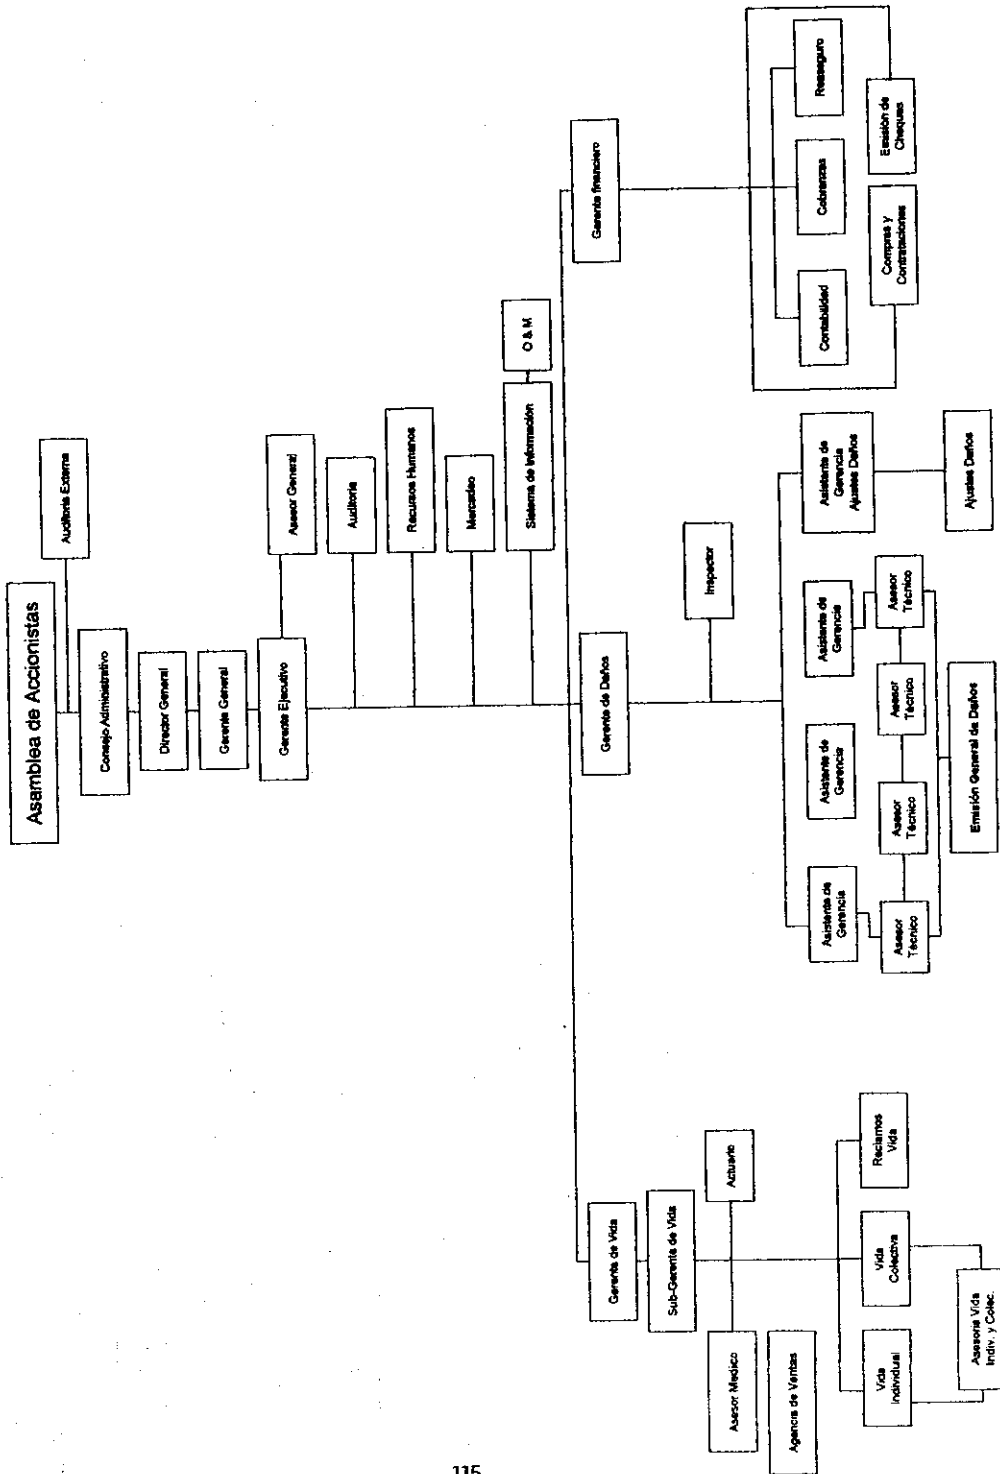 Asamblea de Accionistas
Auditoria Externa
Consejo Administrativo
Director General
Gerente General
Gerente Ejecutivo
Asesor General
Auditoria
Recursos Humanos
Mercadeo
Sistema de Información
O & M
Gerente de Vida
Sub-Gerente de Vida
Asesor Medico
Actuario
Agencia de Ventas
Vida
Individual
Vida
Colectiva
Reclamos
Vida
Asesoria Vida
Indiv. y Colec.
Gerente de Daños
Inspector
Asistente de
Gerencia
Asistente de
Gerencia
Asistente de
Gerencia
Asistente de
Gerencia
Ajustes Daños
Asesor
Técnico
Asesor
Técnico
Asesor
Técnico
Asesor
Técnico
Ajustes Daños
Emisión General de Daños
Gerente financiero
Contabilidad
Cobranzas
Reaseguro
Compras y
Contrataciones
Emisión de
Cheques
115